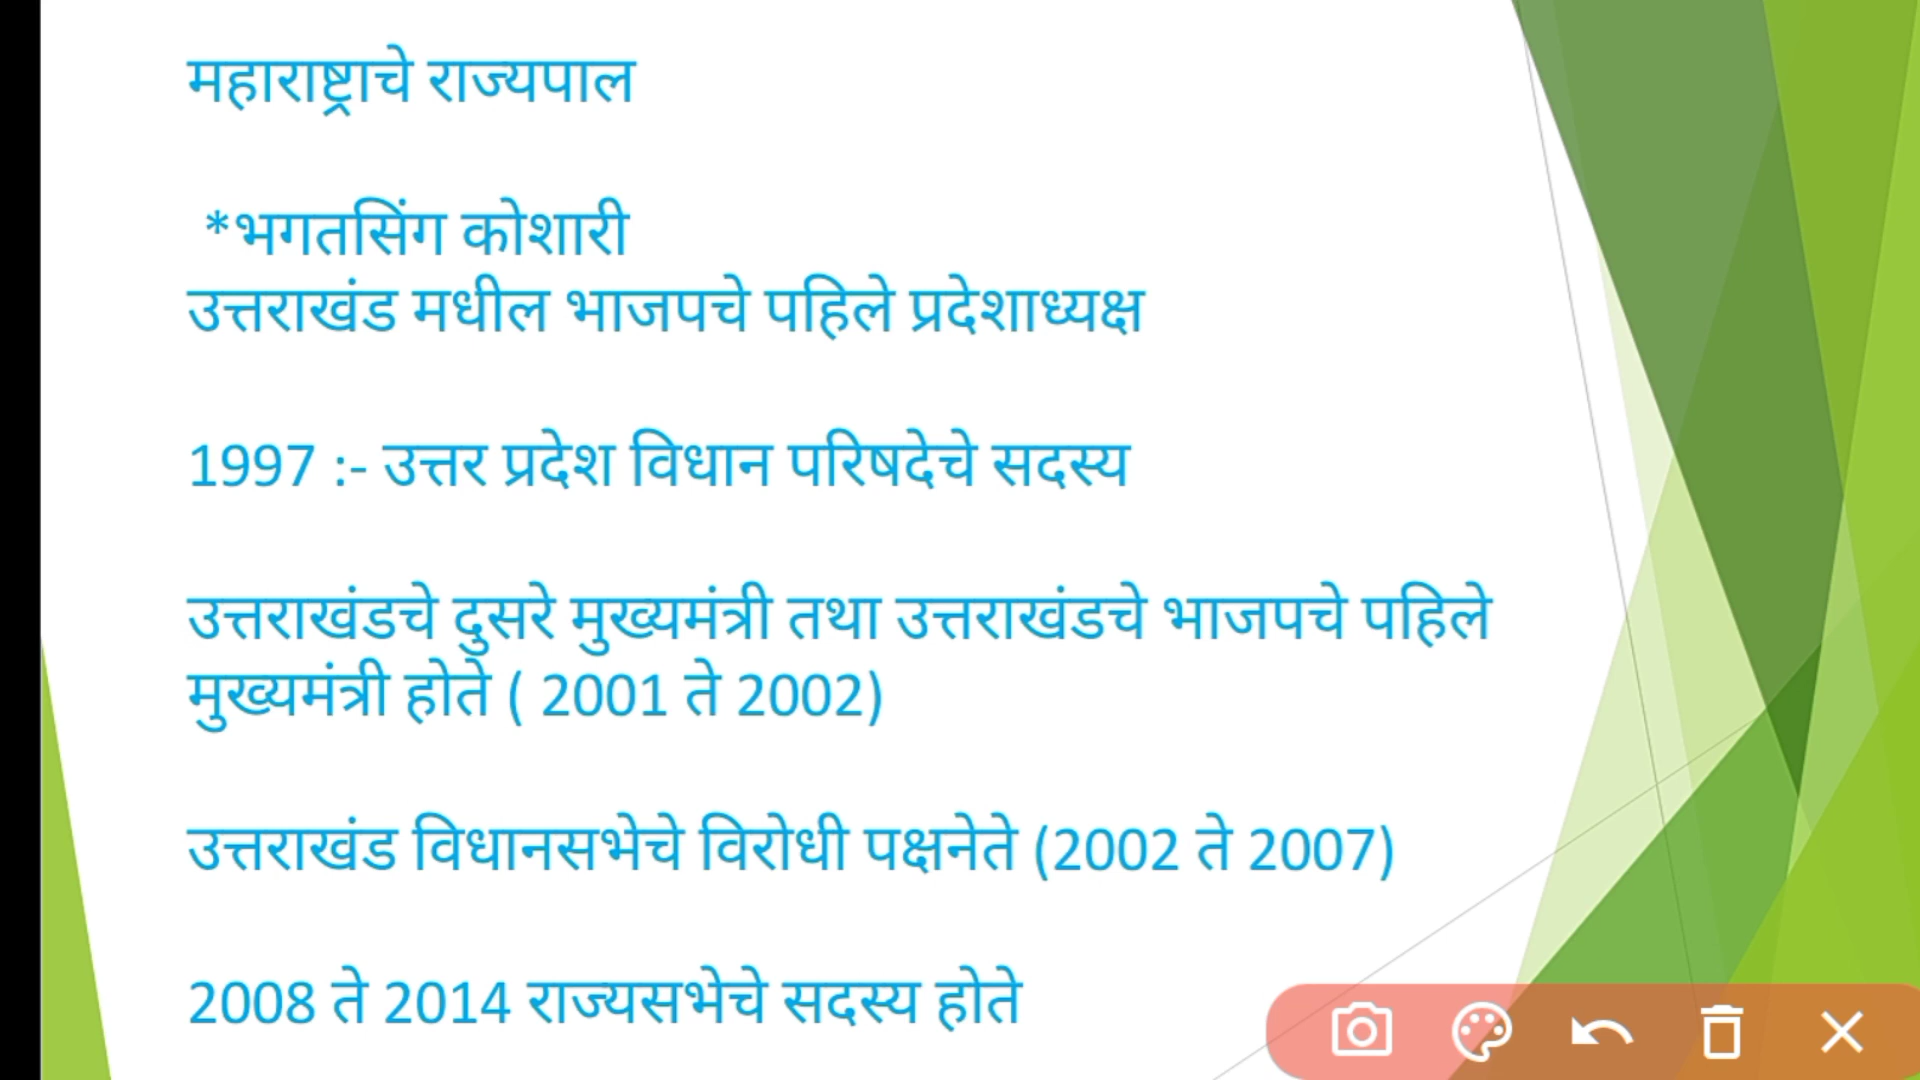 महाराष्ट्राचे राज्यपाल
*भगतसिंग कोशारी
उत्तराखंड मधील भाजपचे पहिले प्रदेशाध्यक्ष
1997 :- उत्तर प्रदेश विधान परिषदेचे सदस्य
उत्तराखंडचे दुसरे मुख्यमंत्री तथा उत्तराखंडचे भाजपचे पहिले
मुख्यमंत्री होते ( 2001 ते 2002)
उत्तराखंड विधानसभेचे विरोधी पक्षनेते (2002 ते 2007)
2008 ते 2014 राज्यसभेचे सदस्य होते